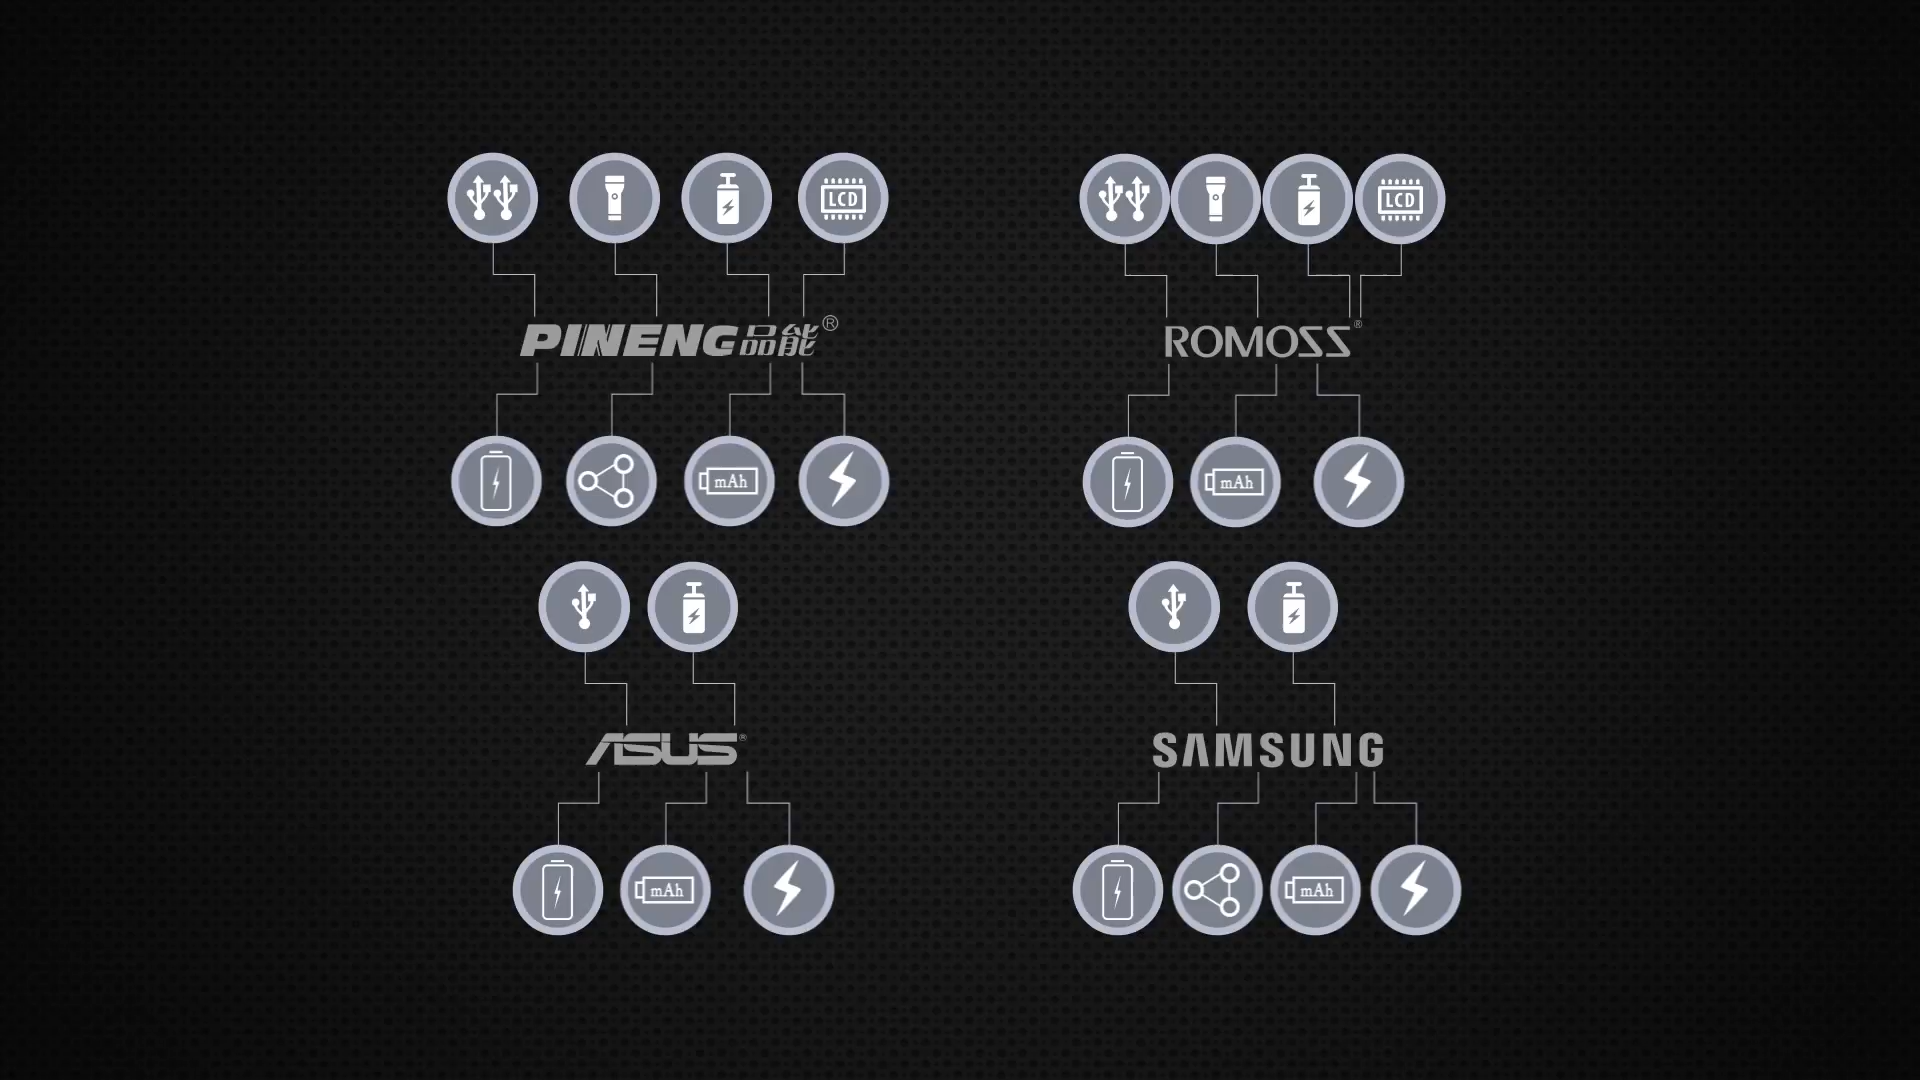 LCD
LCD
PINENG品能®
ROMOSS®
mAh
mAh
ASUS®
SAMSUNG
mAh
mAh